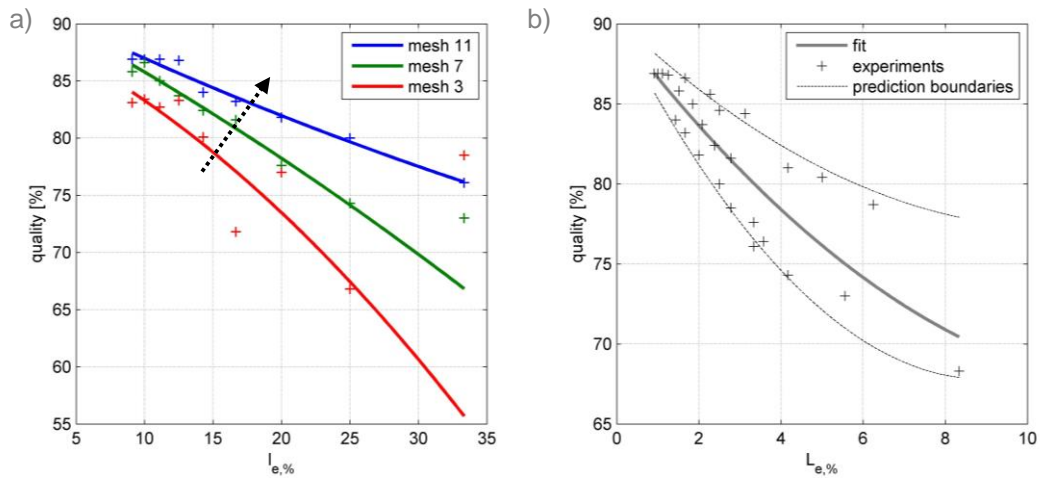 a)
90
85
80
75
70
65
60
55
quality [%]
5
10
15
20
25
30
35
l_e,%
mesh 11
mesh 7
mesh 3
b)
90
85
80
75
70
65
quality [%]
0
2
4
6
8
10
L_e,%
fit
experiments
prediction boundaries